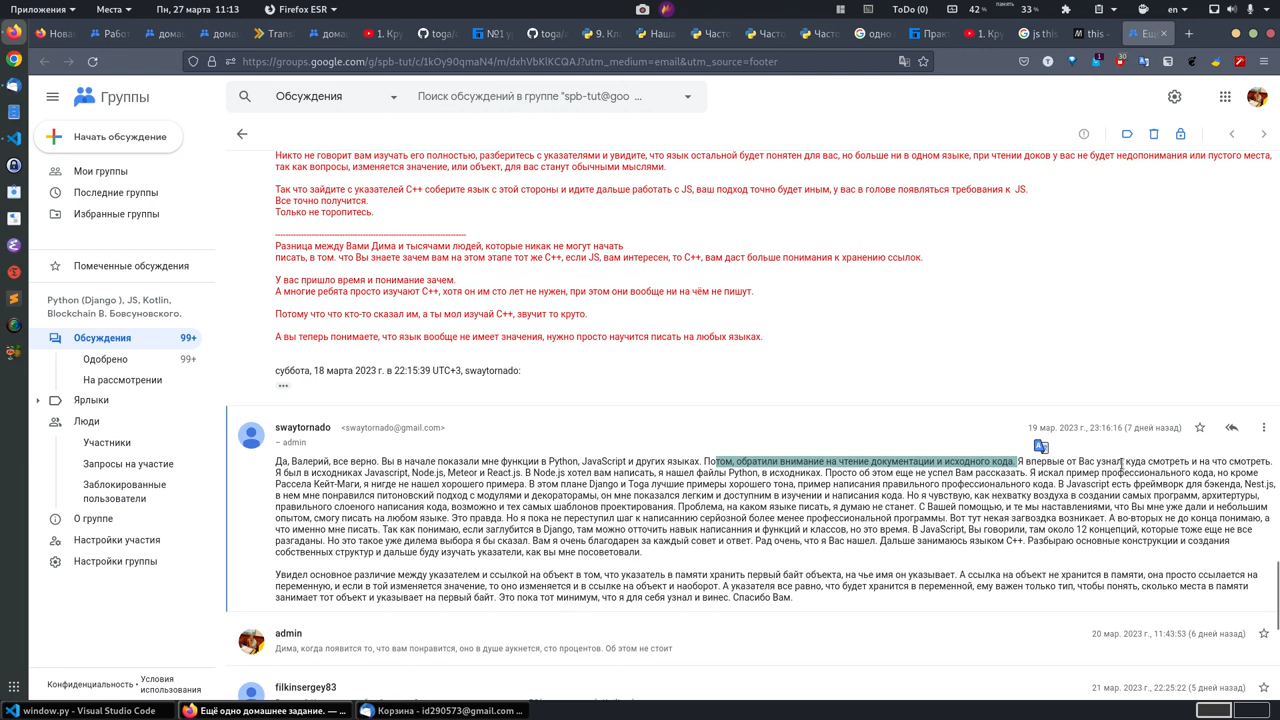 Приложения Места Пн, 27 марта 11:13 Firefox ESR ToDo
Нова Работ домаш Transl дома 1. Кру toga/ №91 у toga/ 9. Кла Наша Част одно Части Прав 1. Кру js this this Ещё
https://groups.google.com/g/spb-tut/c/1kOy90qmaN4/m/dxhVbKlKCQAJ?utm_medium=email&utm_source=footer
Группы
Обсуждения
Поиск обсуждений в группе "spb-tut@goo ...
Начать обсуждение
Мои группы
Последние группы
Избранные группы
Помеченные обсуждения
Python (Django ), JS, Kotlin,
Blockchain В. Бовсуновского.
Обсуждения 99+
Одобрено 99+
На рассмотрении
Ярлыки
Люди
Участники
Запросы на участие
Заблокированные
пользователи
О группе
Настройки участия
Настройки группы
Конфиденциальность • Условия
использования
Никто не говорит вам изучать его полностью, разберитесь с указателями и увидите, что язык остальной будет понятен для вас, но больше ни в одном языке, при чтении доков у вас не будет недопонимания или пустого места,
так как вопросы, изменяется значение, или объект, для вас станут обычными мыслями.
Так что зайдите с указателей C++ соберите язык с этой стороны и идите дальше работать с JS, ваш подход точно будет иным, у вас в голове появляться требования к JS.
Все точно получится.
Только не торопитесь.
----------------------------------------------------------------------
Разница между Вами Дима и тысячами людей, которые никак не могут начать
писать, в том. что Вы знаете зачем вам на этом этапе тот же C++, если JS, вам интересен, то C++, вам даст больше понимания к хранению ссылок.
У вас пришло время и понимание зачем.
А многие ребята просто изучают C++, хотя он им сто лет не нужен, при этом они вообще ни на чём не пишут.
Потому что что кто-то сказал им, а ты мол изучай C++, звучит то круто.
А вы теперь понимаете, что язык вообще не имеет значения, нужно просто научится писать на любых языках.
суббота, 18 марта 2023 г. в 22:15:39 UTC+3, swaytornado:
swaytornado <swaytornado@gmail.com> 19 мар. 2023 г., 23:16:16 (7 дней назад)
– admin
Да, Валерий, все верно. Вы в начале показали мне функции в Python, JavaScript и других языках. Потом, обратили внимание на чтение документации и исходного кода. Я впервые от Вас узнал куда смотреть и на что смотреть.
Я был в исходниках Javascript, Node.js, Meteor и React.js. В Node.js хотел вам написать, я нашел файлы Python, в исходниках. Просто об этом еще не успел Вам рассказать. Я искал пример профессионального кода, но кроме
Рассела Кейт-Маги, я нигде не нашел хорошего примера. В этом плане Django и Toga лучшие примеры хорошего тона, пример написания правильного профессионального кода. В Javascript есть фреймворк для бэкенда, Nest.js,
в нем мне понравился питоновский подход с модулями и декораторами, он мне показался легким и доступним в изучении и написания кода. Но я чувствую, как нехватку воздуха в создании самых программ, архитертуры,
правильного слоеного написания кода, возможно и тех самых шаблонов проектирования. Проблема, на каком языке писать, я думаю не станет. С Вашей помощью, и те мы наставлениями, что Вы мне уже дали и небольшим
опытом, смогу писать на любом языке. Это правда. Но я пока не переступил шаг к написанию серйозной более менее профессиональной программы. Вот тут некая загвоздка возникает. А во-вторых не до конца понимаю, а
что именно мне писать. Так как понимаю, если заглубится в Django, там можно отточить навык написания и функций и классов, но это время. В JavaScript, Вы говорили, там около 12 концепций, которые тоже еще не все
разгаданы. Но это такое уже дилема выбора я бы сказал. Вам я очень благодарен за каждый совет и ответ. Рад очень, что я Вас нашел. Дальше занимаюсь языком C++. Разбыраю основные конструкции и создания
собственных структур и дальше буду изучать указатели, как вы мне посоветовали.
Увидел основное различие между указателем и ссылкой на объект в том, что указатель в памяти хранить первый байт объекта, на чье имя он указывает. А ссылка на объект не хранится в памяти, она просто ссылается на
переменную, и если в той изменяется значение, то оно изменяется и в ссылке на объект и наоборот. А указателя все равно, что будет хранится в переменной, ему важен только тип, чтобы понять, сколько места в памяти
занимает тот объект и указывает на первый байт. Это пока тот минимум, что я для себя узнал и винес. Спасибо Вам.
admin 20 мар. 2023 г., 11:43:53 (6 дней назад)
Дима, когда появится то, что вам понравится, оно в душе аукнется, сто процентов. Об этом не стоит
filkinsergey83 21 мар. 2023 г., 22:25:22 (5 дней назад)
window.py - Visual Studio Code Ещё одно домашнее задание. — ... Корзина - id290573@gmail.com ...